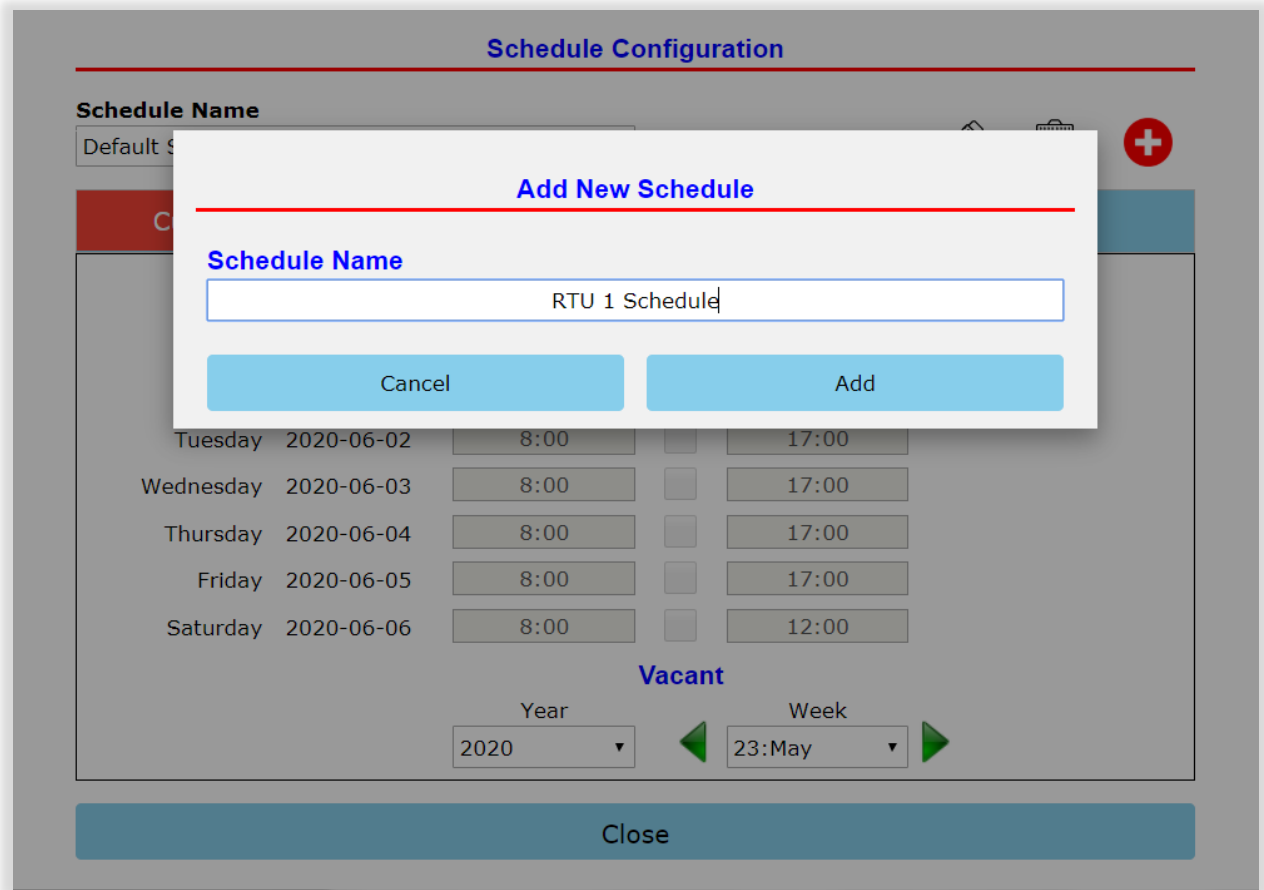 Schedule Configuration
Schedule Name
Default S
Add New Schedule
Schedule Name
RTU 1 Schedule
Cancel Add
Tuesday 2020-06-02 8:00 17:00
Wednesday 2020-06-03 8:00 17:00
Thursday 2020-06-04 8:00 17:00
Friday 2020-06-05 8:00 17:00
Saturday 2020-06-06 8:00 12:00
Vacant
Year Week
2020 23:May
Close